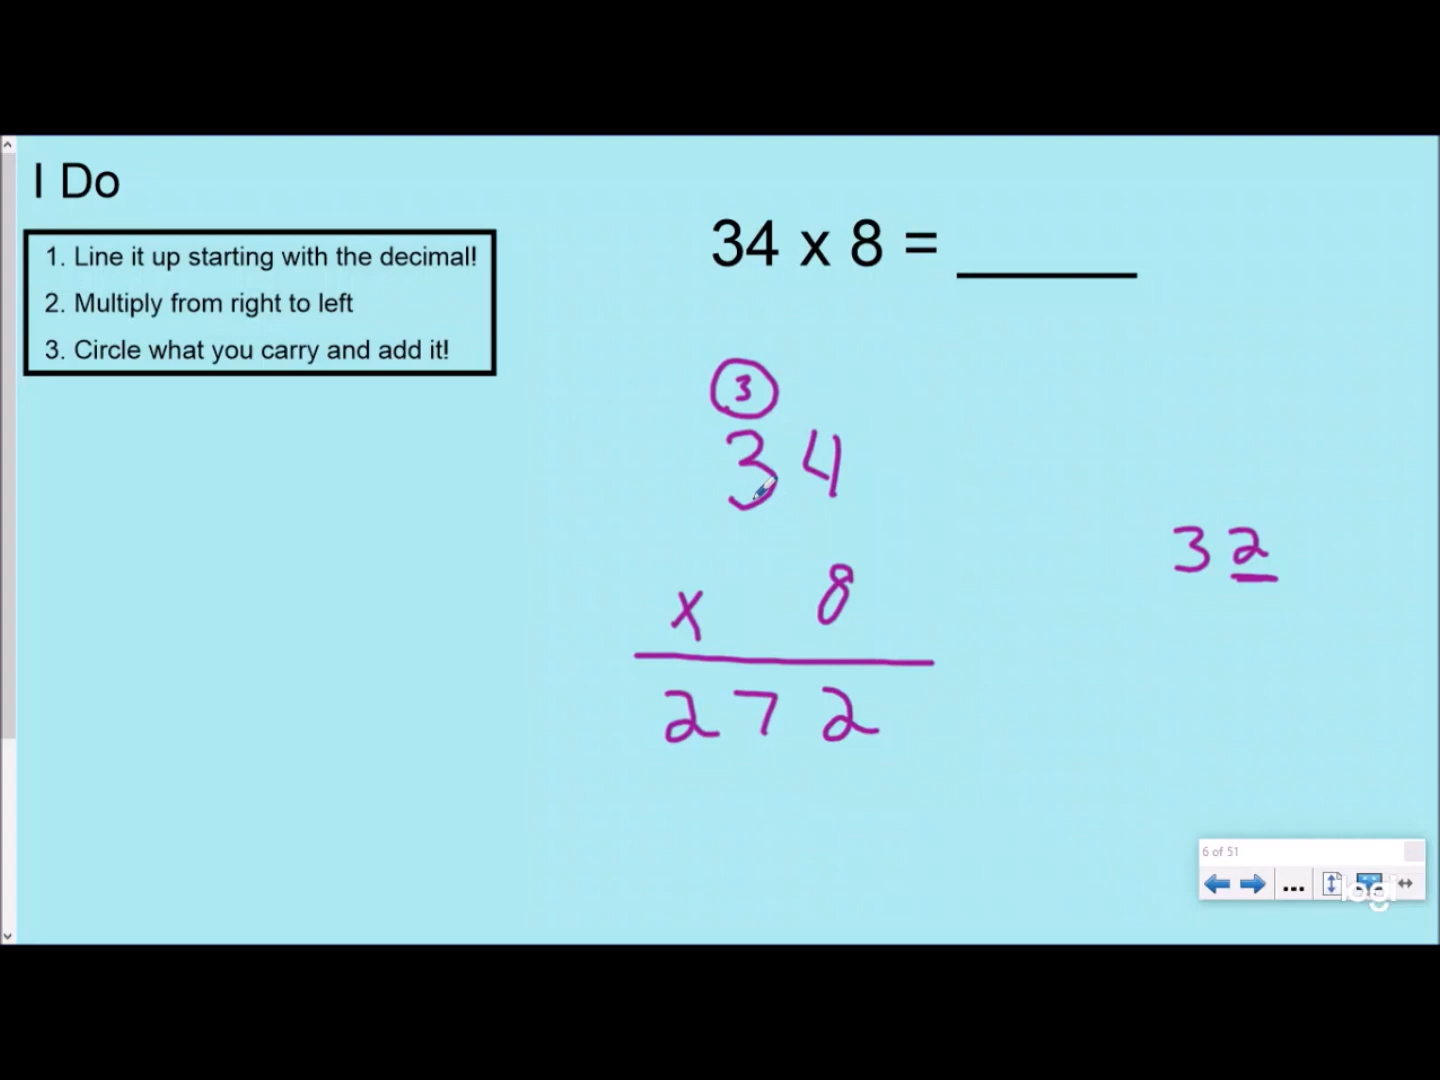 I Do
1. Line it up starting with the decimal!
2. Multiply from right to left
3. Circle what you carry and add it!
34 x 8 = ______
3
34
x 8
272
32
6 of 51
...
logi